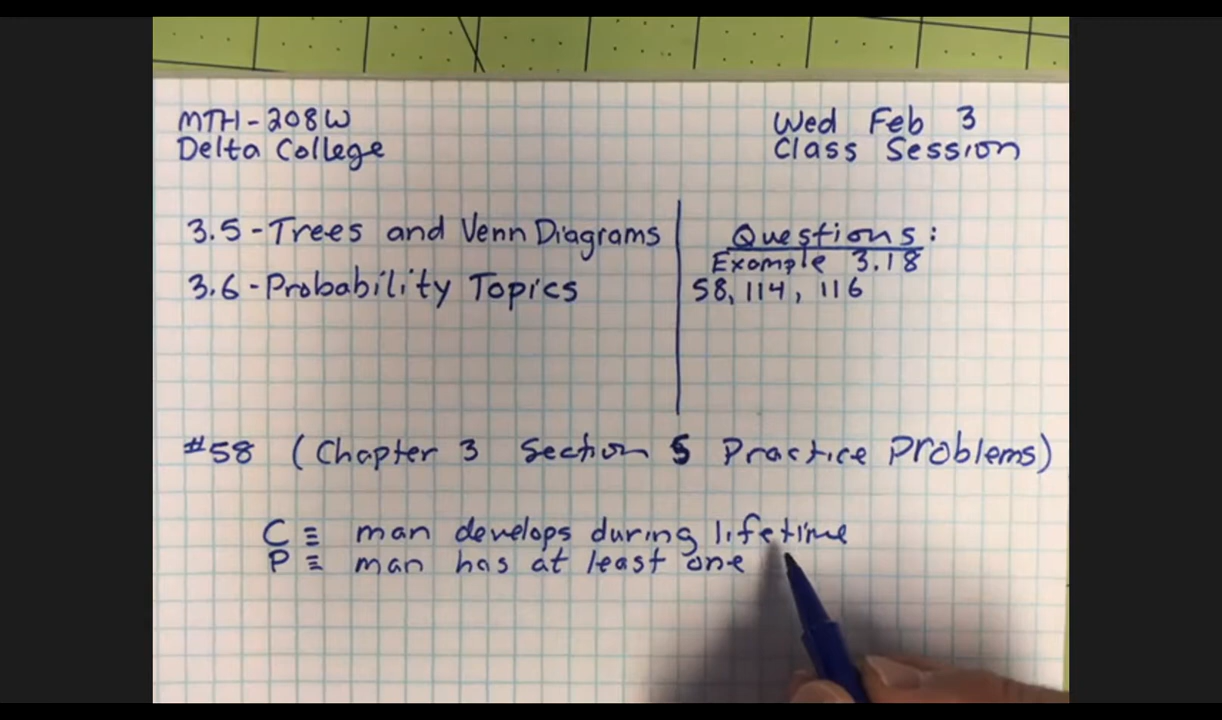 MTH-208W
Delta College
Wed Feb 3
Class Session
3.5-Trees and Venn Diagrams
3.6-Probability Topics
Questions:
Example 3.18
58, 114, 116
#58 (Chapter 3 Section 5 Practice Problems)
C ≡ man develops during lifetime
P ≡ man has at least one